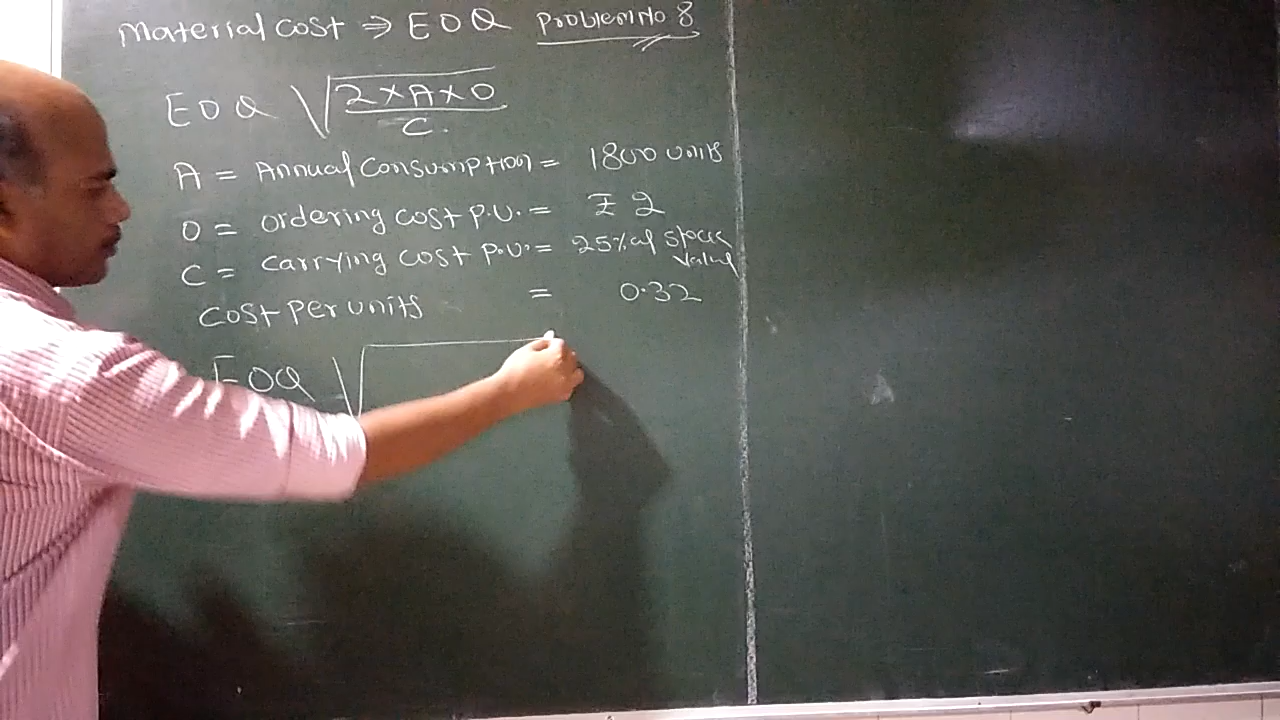 Material cost ⇒ EOQ Problem No 8
EOQ √ 2×A×O
C.
A = Annual Consumption = 1800 units
O = ordering cost p.u. = ₹ 2
C = carrying cost p.u. = 25% of stock
value
cost per units = 0.32
EOQ = √